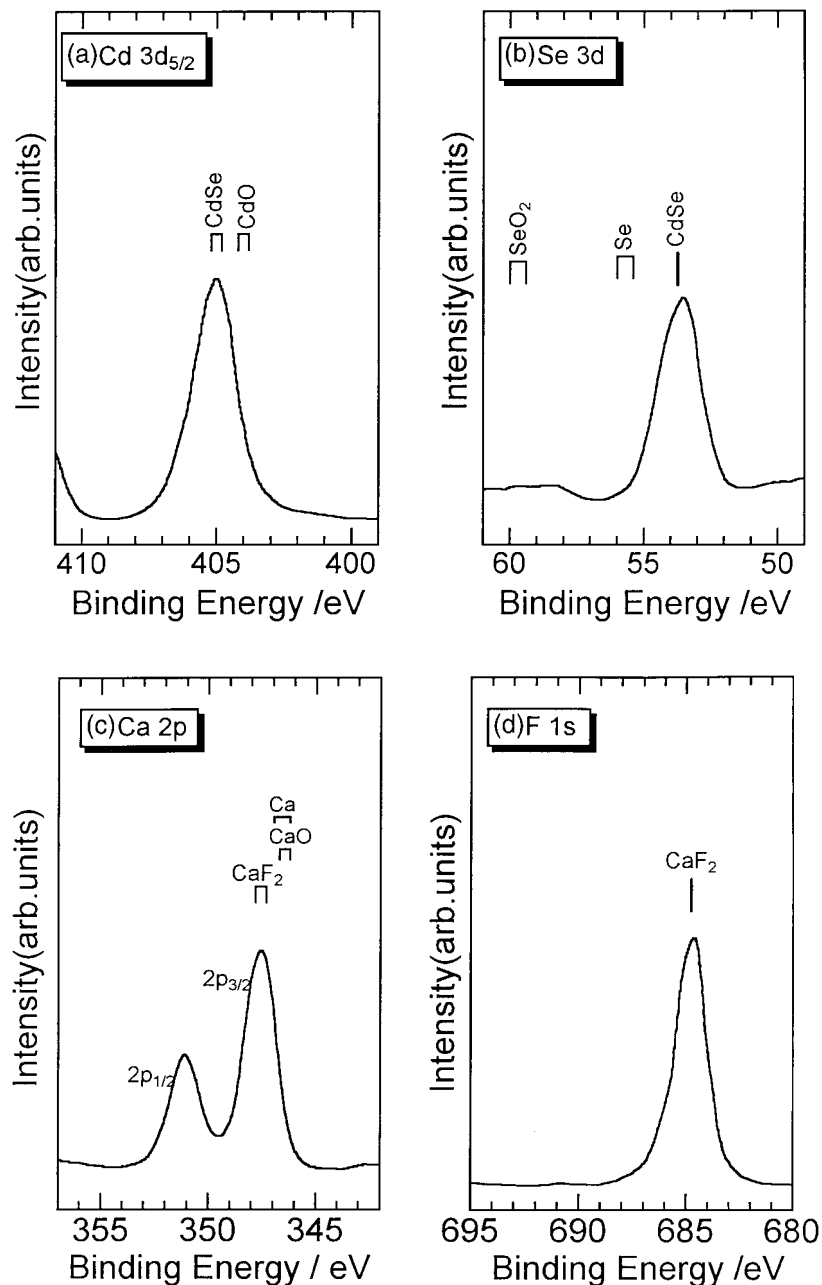 (a)Cd 3d5/2
Intensity(arb.units)
CdSe
CdO
410 405 400
Binding Energy /eV
(b)Se 3d
Intensity(arb.units)
SeO2
Se
CdSe
60 55 50
Binding Energy /eV
(c)Ca 2p
Intensity(arb.units)
Ca
CaO
CaF2
2p3/2
2p1/2
355 350 345
Binding Energy / eV
(d)F 1s
Intensity(arb.units)
CaF2
695 690 685 680
Binding Energy / eV